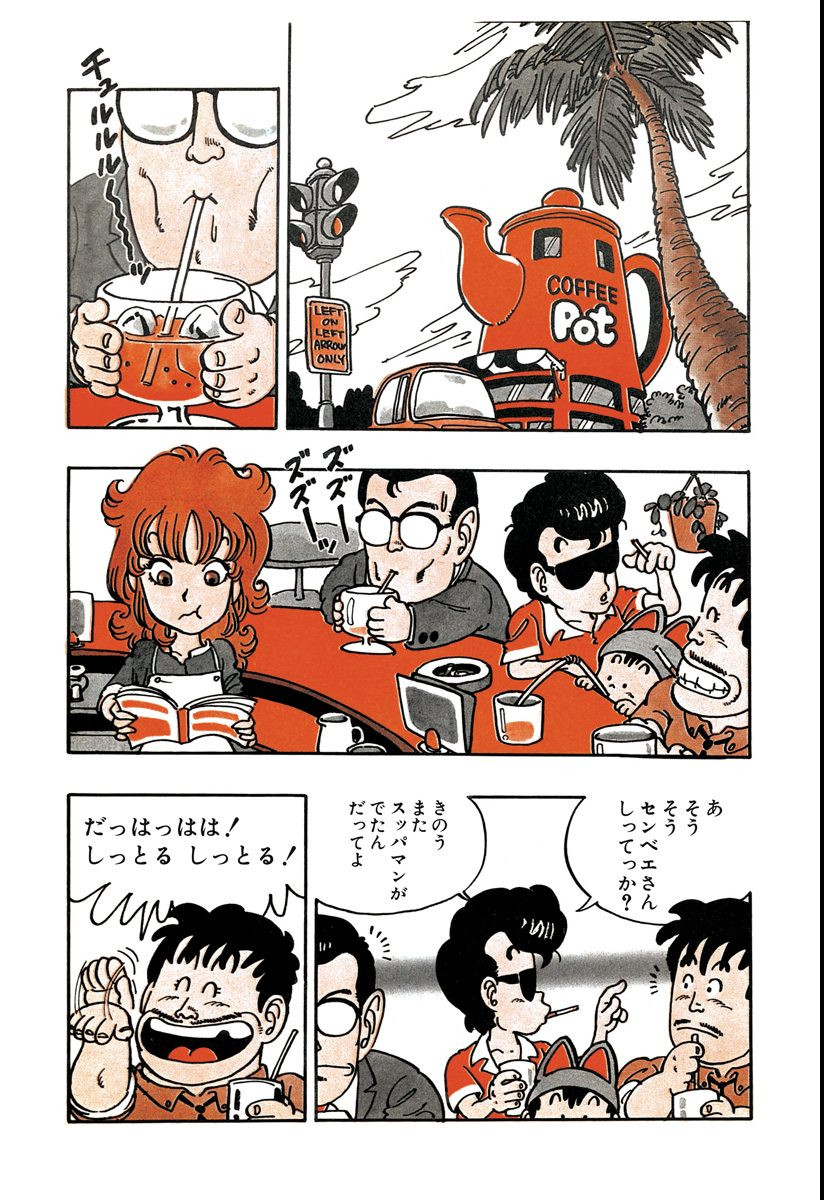 COFFEE
Pot
LEFT
ON
LEFT
ARROW
ONLY
チュルルルルーーッ
ズズーー
ズズーッ
あ
そう
そう
センベエさん
しってっか？
きのう
また
スッパマンが
でたん
だってよ
だっはっはは！
しっとる しっとる！